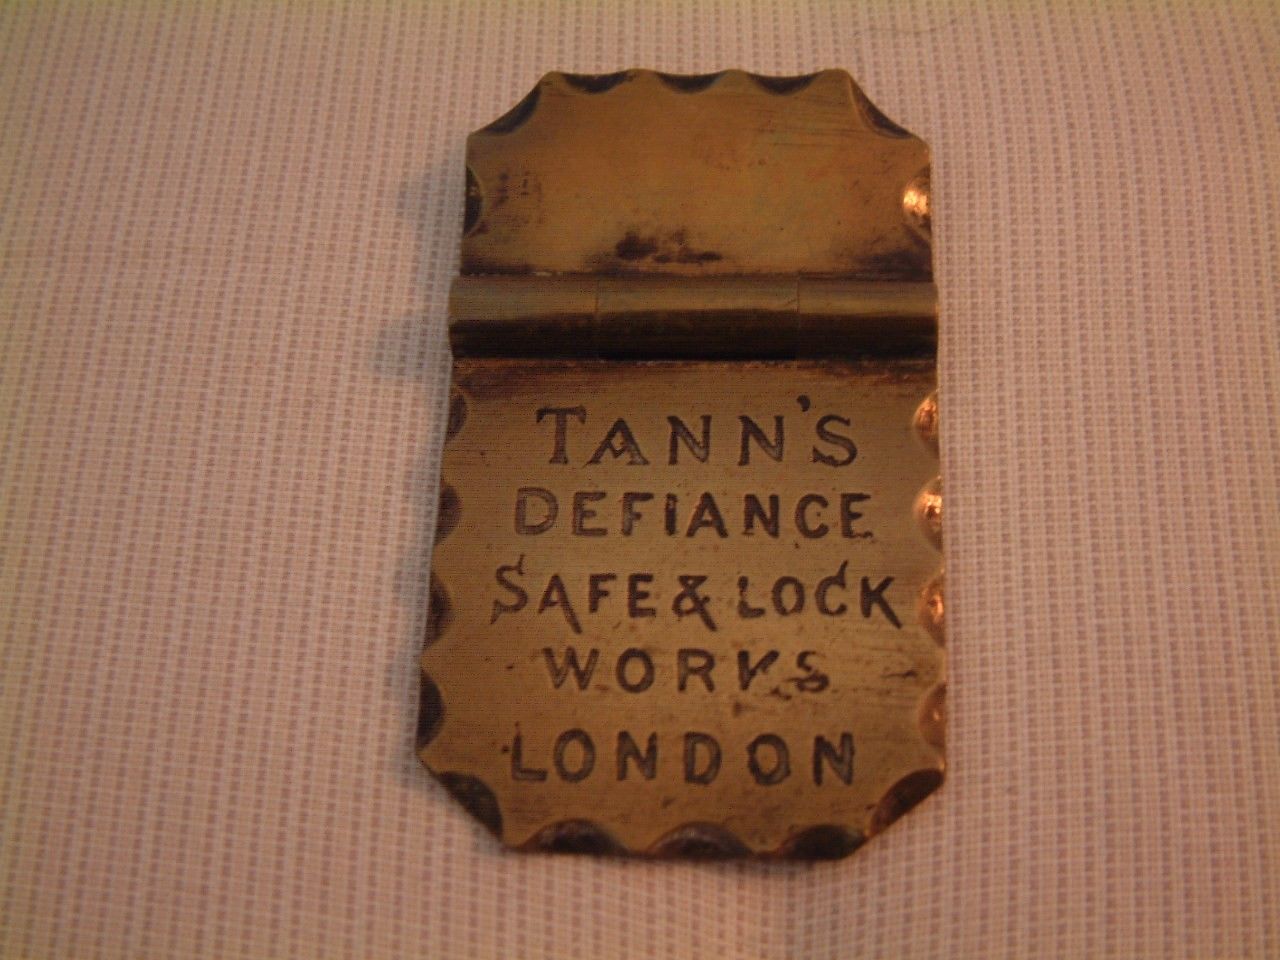 TANN'S
DEFIANCE
SAFE & LOCK
WORKS
LONDON